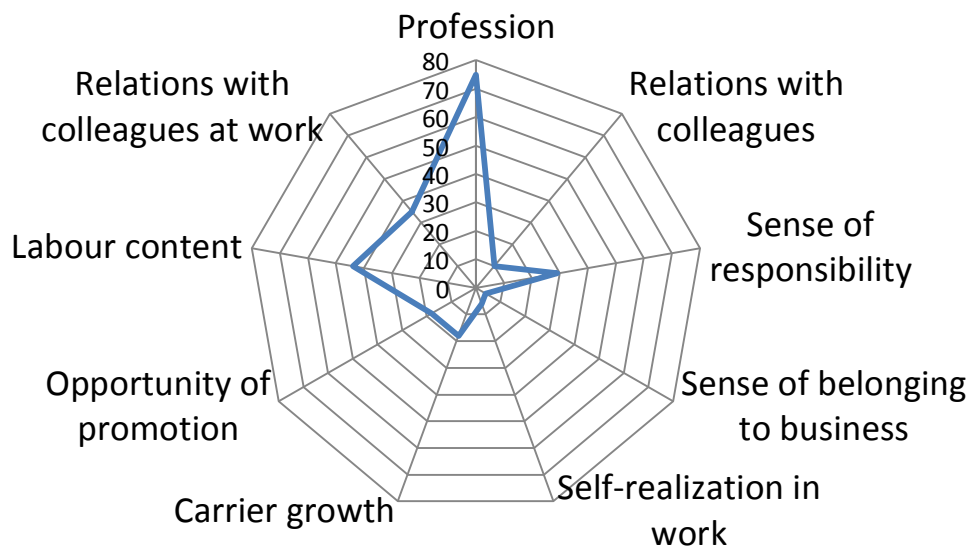 Profession
80
70
60
50
40
30
20
10
0
Relations with
colleagues
Sense of
responsibility
Sense of belonging
to business
Self-realization in
work
Carrier growth
Opportunity of
promotion
Labour content
Relations with
colleagues at work